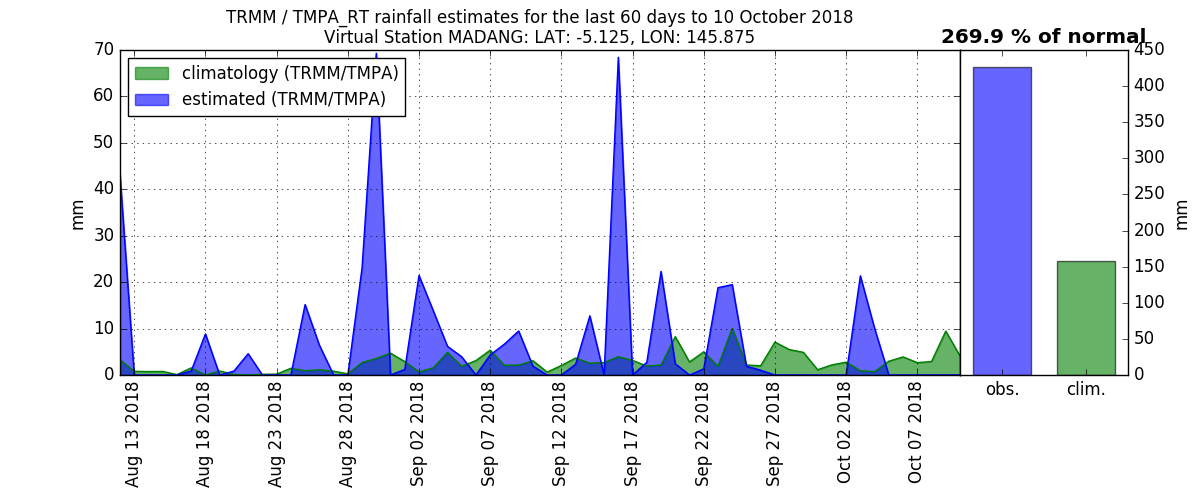 TRMM / TMPA_RT rainfall estimates for the last 60 days to 10 October 2018
Virtual Station MADANG: LAT: -5.125, LON: 145.875
269.9 % of normal
climatology (TRMM/TMPA)
estimated (TRMM/TMPA)
mm
70
60
50
40
30
20
10
0
Aug 13 2018
Aug 18 2018
Aug 23 2018
Aug 28 2018
Sep 02 2018
Sep 07 2018
Sep 12 2018
Sep 17 2018
Sep 22 2018
Sep 27 2018
Oct 02 2018
Oct 07 2018
obs.
clim.
450
400
350
300
250
200
150
100
50
0
mm